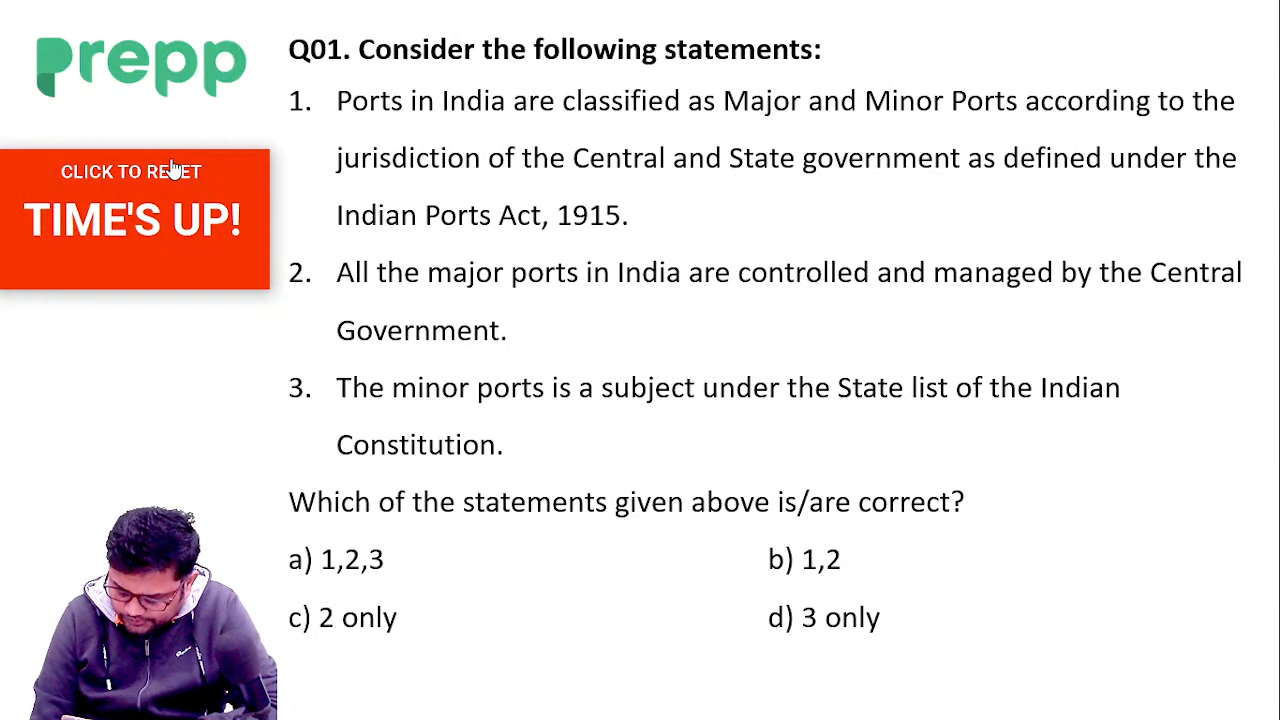 prepp
Q01. Consider the following statements:
1. Ports in India are classified as Major and Minor Ports according to the
jurisdiction of the Central and State government as defined under the
Indian Ports Act, 1915.
CLICK TO RESET
TIME'S UP!
2. All the major ports in India are controlled and managed by the Central
Government.
3. The minor ports is a subject under the State list of the Indian
Constitution.
Which of the statements given above is/are correct?
a) 1,2,3 b) 1,2
c) 2 only d) 3 only